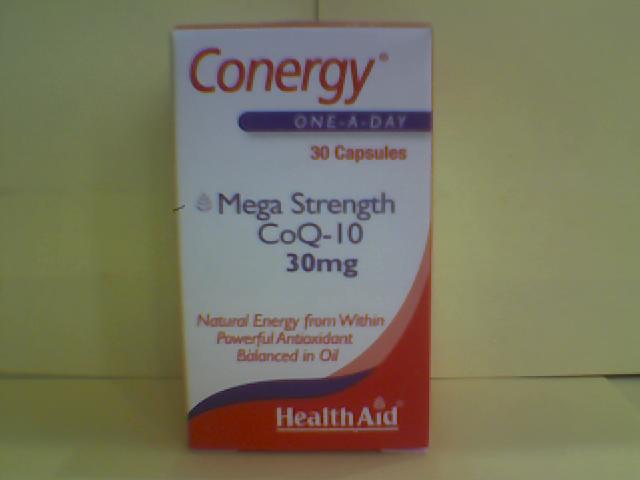 Conergy®
ONE-A-DAY
30 Capsules
Mega Strength
CoQ-10
30mg
Natural Energy from Within
Powerful Antioxidant
Balanced in Oil
HealthAid®